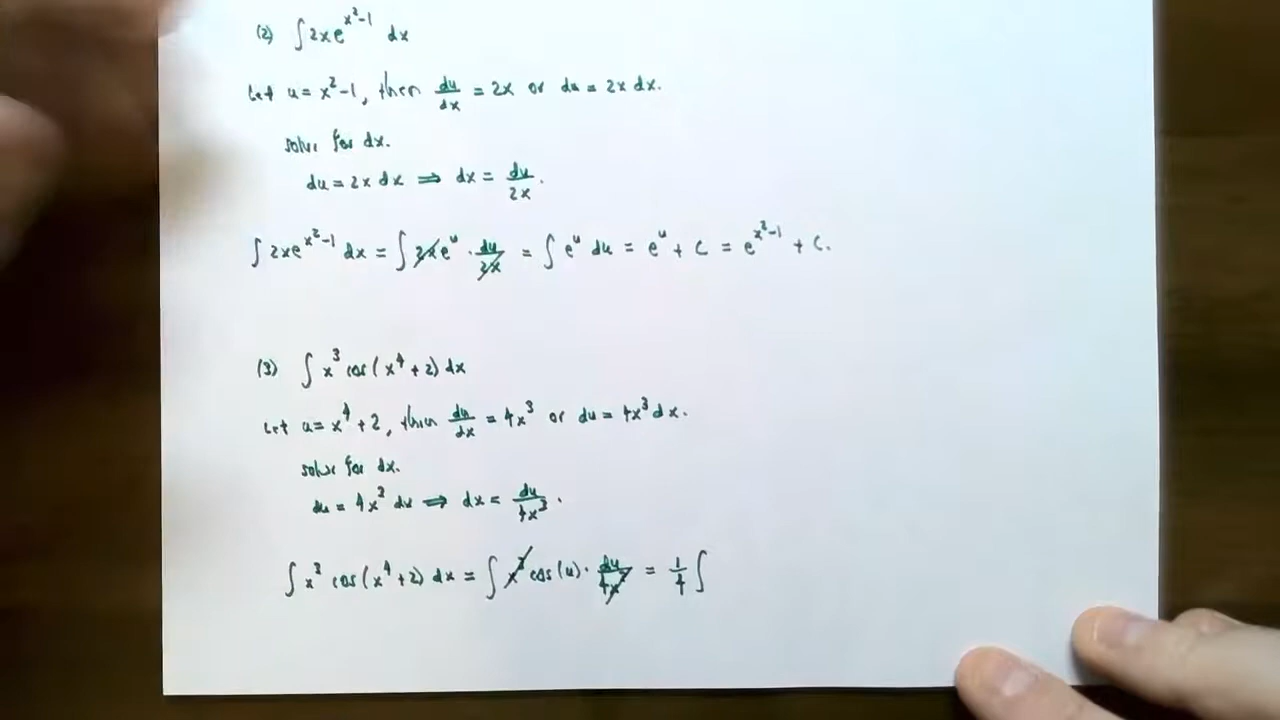 (2) ∫ 2xe^{x²-1} dx
Let u = x²-1, then du/dx = 2x or du = 2x dx.
solve for dx.
du = 2x dx ⟹ dx = du/2x.
∫ 2xe^{x²-1} dx = ∫ 2xe^u · du/2x = ∫ e^u du = e^u + C = e^{x²-1} + C.
(3) ∫ x³ cos(x⁴+2) dx
Let u = x⁴+2, then du/dx = 4x³ or du = 4x³ dx.
solve for dx.
du = 4x³ dx ⟹ dx = du/4x³.
∫ x³ cos(x⁴+2) dx = ∫ x³ cos(u) · du/4x³ = 1/4 ∫